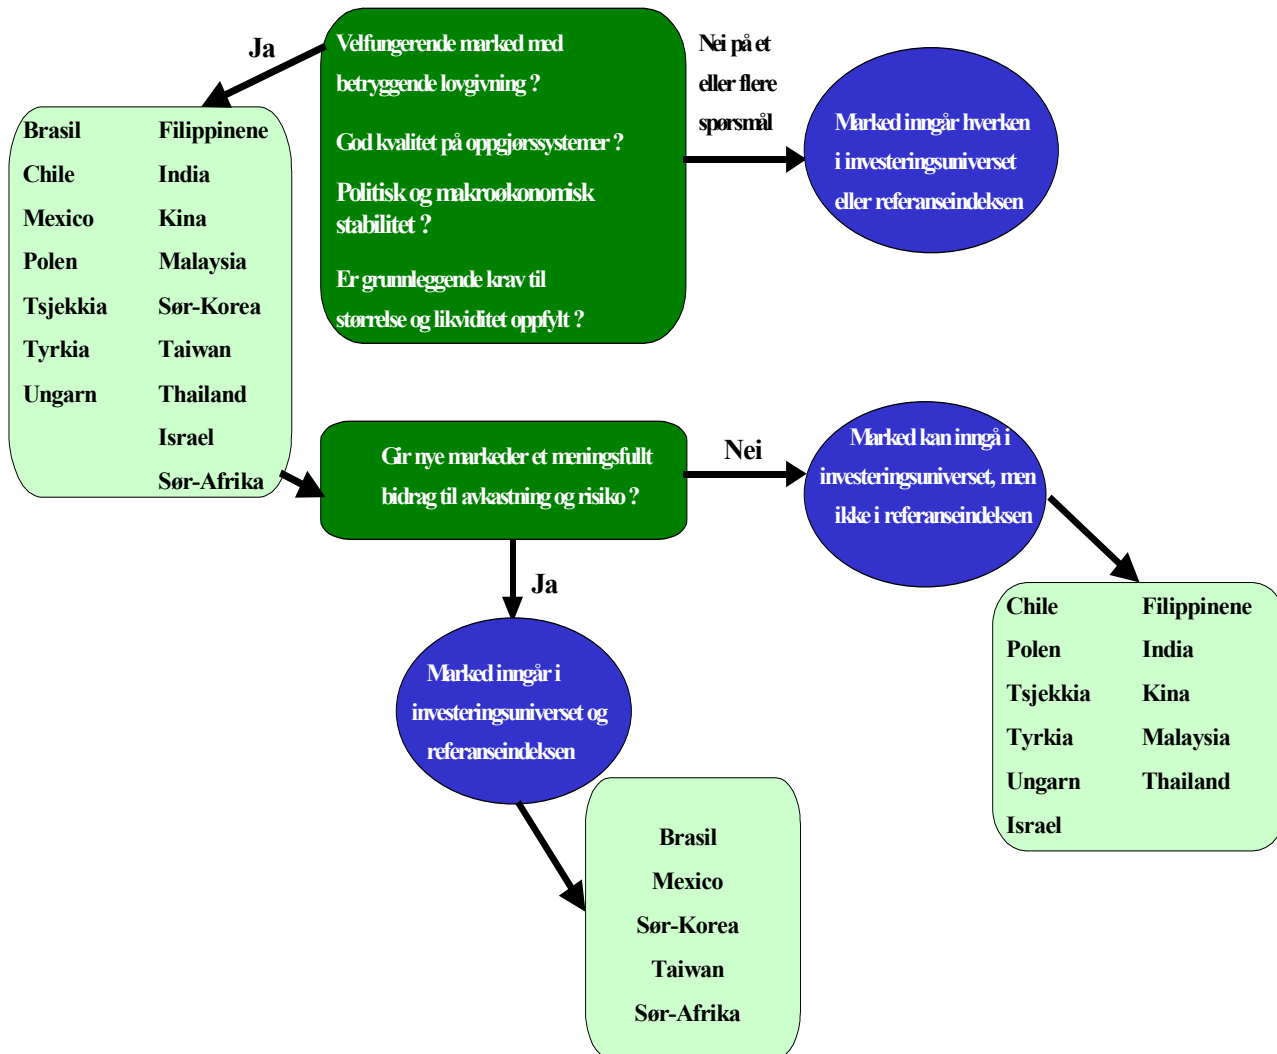 Ja
Velfungerende marked med
betryggende lovgivning ?
God kvalitet på oppgjørssystemer ?
Politisk og makroøkonomisk
stabilitet ?
Er grunnleggende krav til
størrelse og likviditet oppfylt ?
Nei på et
eller flere
spørsmål
Marked inngår hverken
i investeringsuniverset
eller referanseindeksen
Brasil Filippinene
Chile India
Mexico Kina
Polen Malaysia
Tsjekkia Sør-Korea
Tyrkia Taiwan
Ungarn Thailand
Israel
Sør-Afrika
Gir nye markeder et meningsfullt
bidrag til avkastning og risiko ?
Nei
Marked kan inngå i
investeringsuniverset, men
ikke i referanseindeksen
Ja
Chile Filippinene
Polen India
Tsjekkia Kina
Tyrkia Malaysia
Ungarn Thailand
Israel
Marked inngår i
investeringsuniverset og
referanseindeksen
Brasil
Mexico
Sør-Korea
Taiwan
Sør-Afrika